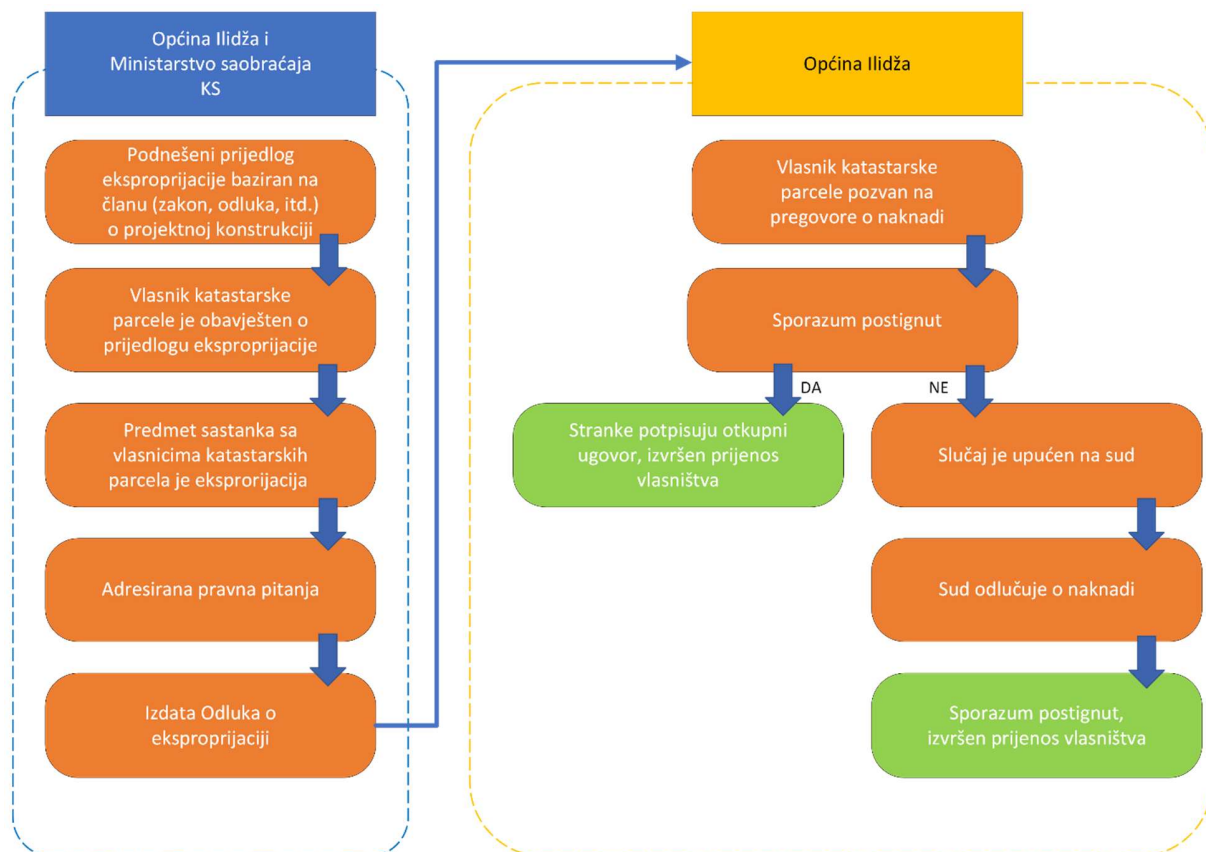 Općina Ilidža i
Ministarstvo saobraćaja
KS
Podnešeni prijedlog
eksproprijacije baziran na
članu (zakon, odluka, itd.)
o projektnoj konstrukciji
Vlasnik katastarske
parcele je obavješten o
prijedlogu eksproprijacije
Predmet sastanka sa
vlasnicima katastarskih
parcela je eksprorijacija
Adresirana pravna pitanja
Izdata Odluka o
eksproprijaciji
Općina Ilidža
Vlasnik katastarske
parcele pozvan na
pregovore o naknadi
Sporazum postignut
DA
NE
Stranke potpisuju otkupni
ugovor, izvršen prijenos
vlasništva
Slučaj je upućen na sud
Sud odlučuje o naknadi
Sporazum postignut,
izvršen prijenos vlasništva